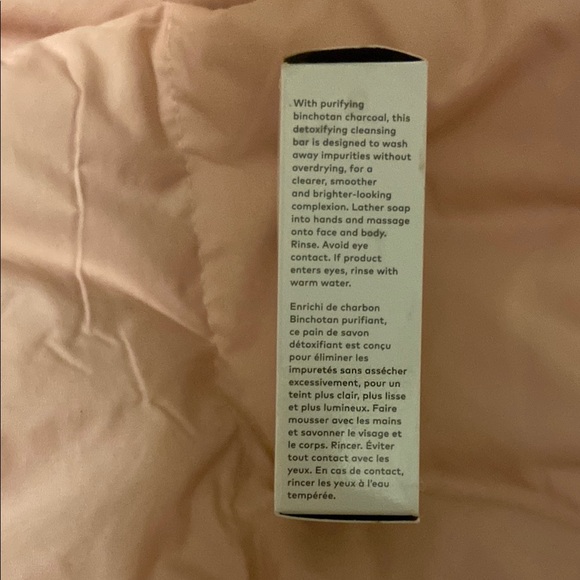 With purifying
binchotan charcoal, this
detoxifying cleansing
bar is designed to wash
away impurities without
overdrying, for a
clearer, smoother
and brighter-looking
complexion. Lather soap
into hands and massage
onto face and body.
Rinse. Avoid eye
contact. If product
enters eyes, rinse with
warm water.
Enrichi de charbon
Binchotan purifiant,
ce pain de savon
détoxifiant est conçu
pour éliminer les
impuretés sans assécher
excessivement, pour un
teint plus clair, plus lisse
et plus lumineux. Faire
mousser avec les mains
et savonner le visage et
le corps. Rincer. Éviter
tout contact avec les
yeux. En cas de contact,
rincer les yeux à l'eau
tempérée.